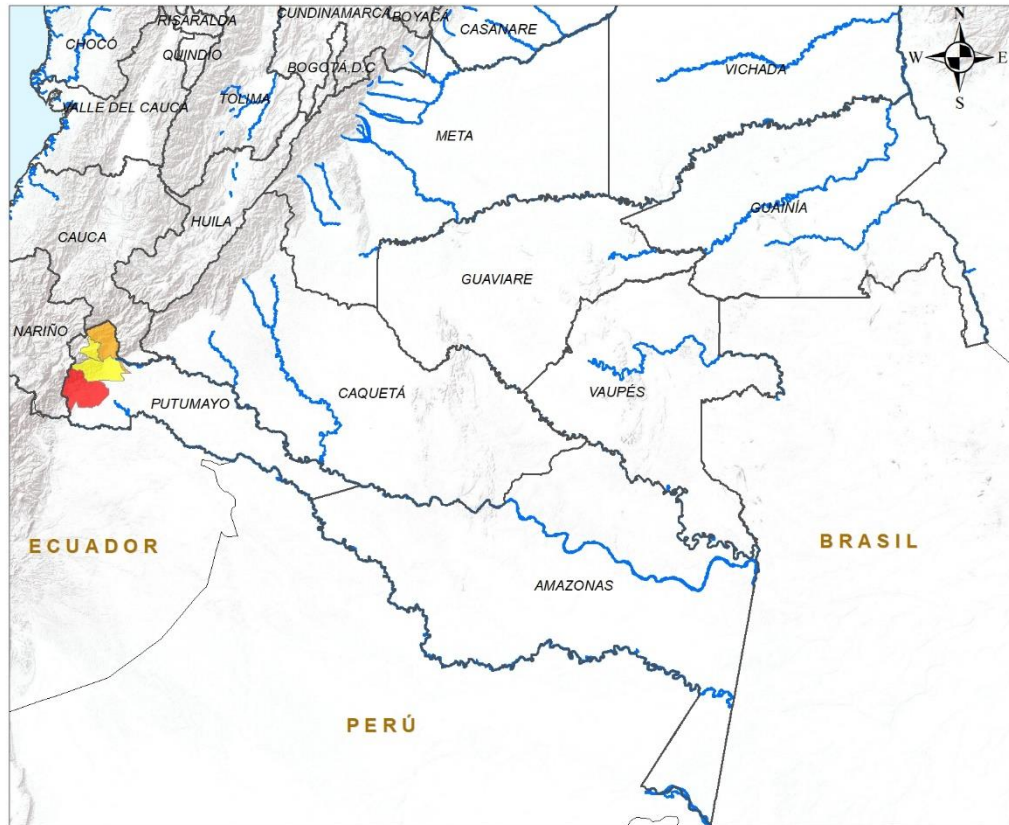 RISARALDA
CUNDINAMARCA
BOYACÁ
CASANARE
N
CHOCÓ
QUINDIO
BOGOTÁ D.C
VICHADA
W
E
S
VALLE DEL CAUCA
TOLIMA
META
HUILA
GUAINÍA
CAUCA
GUAVIARE
NARIÑO
PUTUMAYO
CAQUETÁ
VAUPÉS
ECUADOR
BRASIL
AMAZONAS
PERÚ